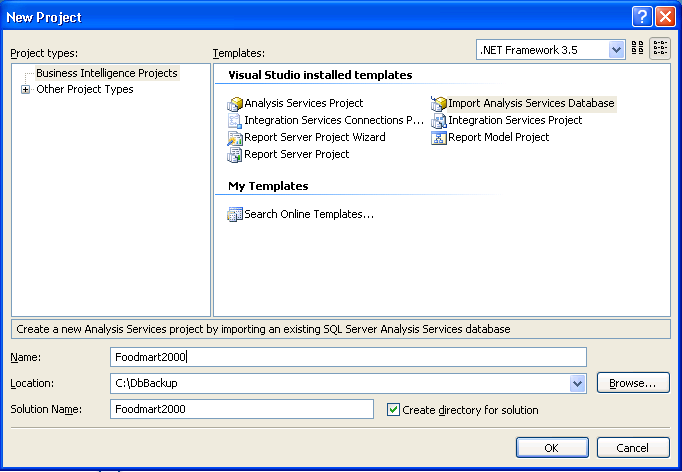 New Project
Project types:
Templates:
.NET Framework 3.5
Business Intelligence Projects
Other Project Types
Visual Studio installed templates
Analysis Services Project
Import Analysis Services Database
Integration Services Connections P...
Integration Services Project
Report Server Project Wizard
Report Model Project
Report Server Project
My Templates
Search Online Templates...
Create a new Analysis Services project by importing an existing SQL Server Analysis Services database
Name:
Foodmart2000
Location:
C:\DbBackup
Browse...
Solution Name:
Foodmart2000
Create directory for solution
OK
Cancel